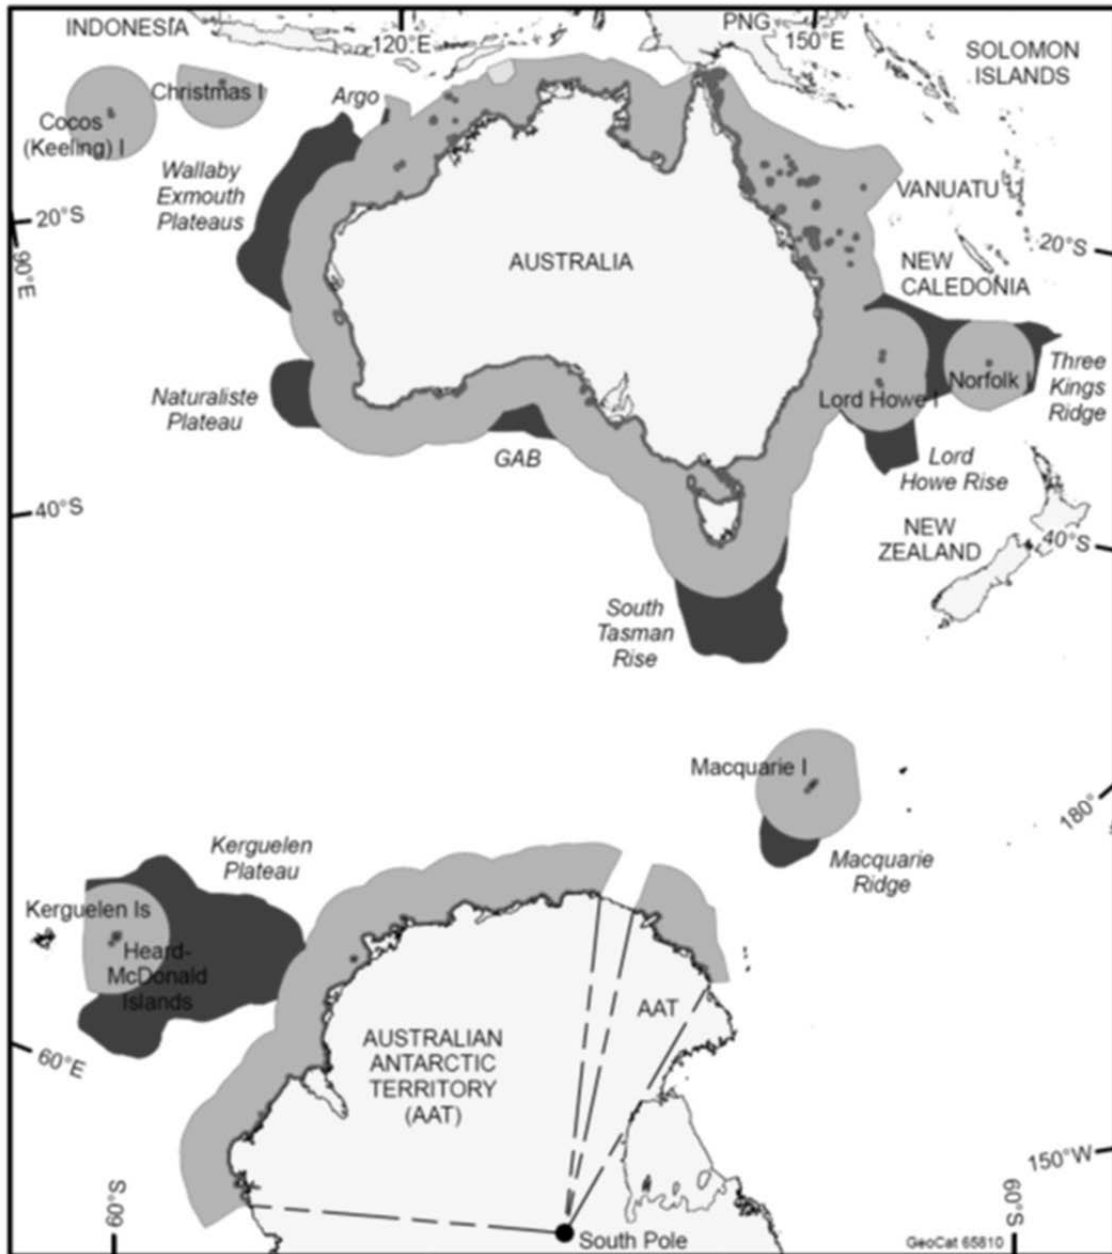 INDONESIA
120°E
PNG
150°E
SOLOMON
ISLANDS
Christmas I
Argo
Cocos
(Keeling) I
Wallaby
Exmouth
Plateaus
VANUATU
20°S
90°E
AUSTRALIA
20°S
NEW
CALEDONIA
Naturaliste
Plateau
Three
Kings
Ridge
Norfolk I
Lord Howe I
GAB
Lord
Howe Rise
40°S
NEW
ZEALAND
40°S
South
Tasman
Rise
Macquarie I
180°
Kerguelen
Plateau
Macquarie
Ridge
Kerguelen Is
Heard-
McDonald
Islands
AAT
AUSTRALIAN
ANTARCTIC
TERRITORY
(AAT)
60°E
150°W
60°S
60°S
South Pole
GeoCat 65810